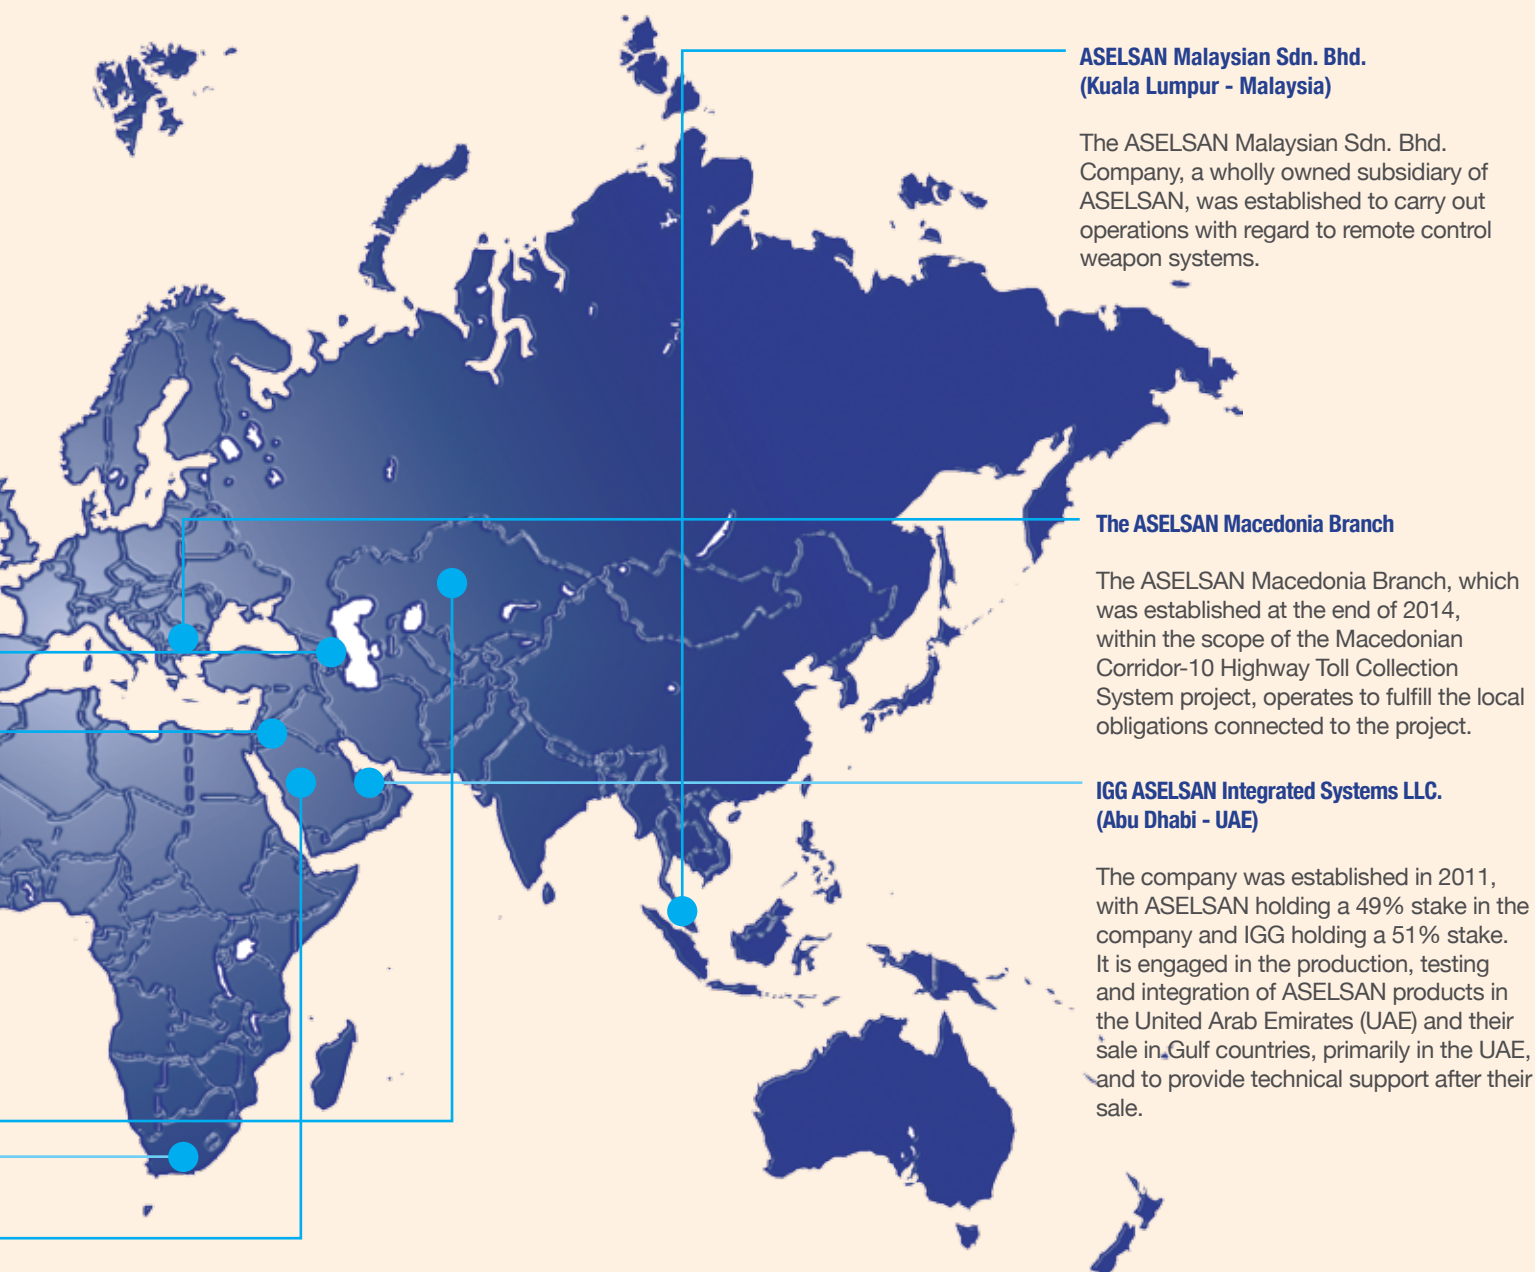 ASELSAN Malaysian Sdn. Bhd.
(Kuala Lumpur - Malaysia)
The ASELSAN Malaysian Sdn. Bhd.
Company, a wholly owned subsidiary of
ASELSAN, was established to carry out
operations with regard to remote control
weapon systems.
The ASELSAN Macedonia Branch
The ASELSAN Macedonia Branch, which
was established at the end of 2014,
within the scope of the Macedonian
Corridor-10 Highway Toll Collection
System project, operates to fulfill the local
obligations connected to the project.
IGG ASELSAN Integrated Systems LLC.
(Abu Dhabi - UAE)
The company was established in 2011,
with ASELSAN holding a 49% stake in the
company and IGG holding a 51% stake.
It is engaged in the production, testing
and integration of ASELSAN products in
the United Arab Emirates (UAE) and their
sale in Gulf countries, primarily in the UAE,
and to provide technical support after their
sale.